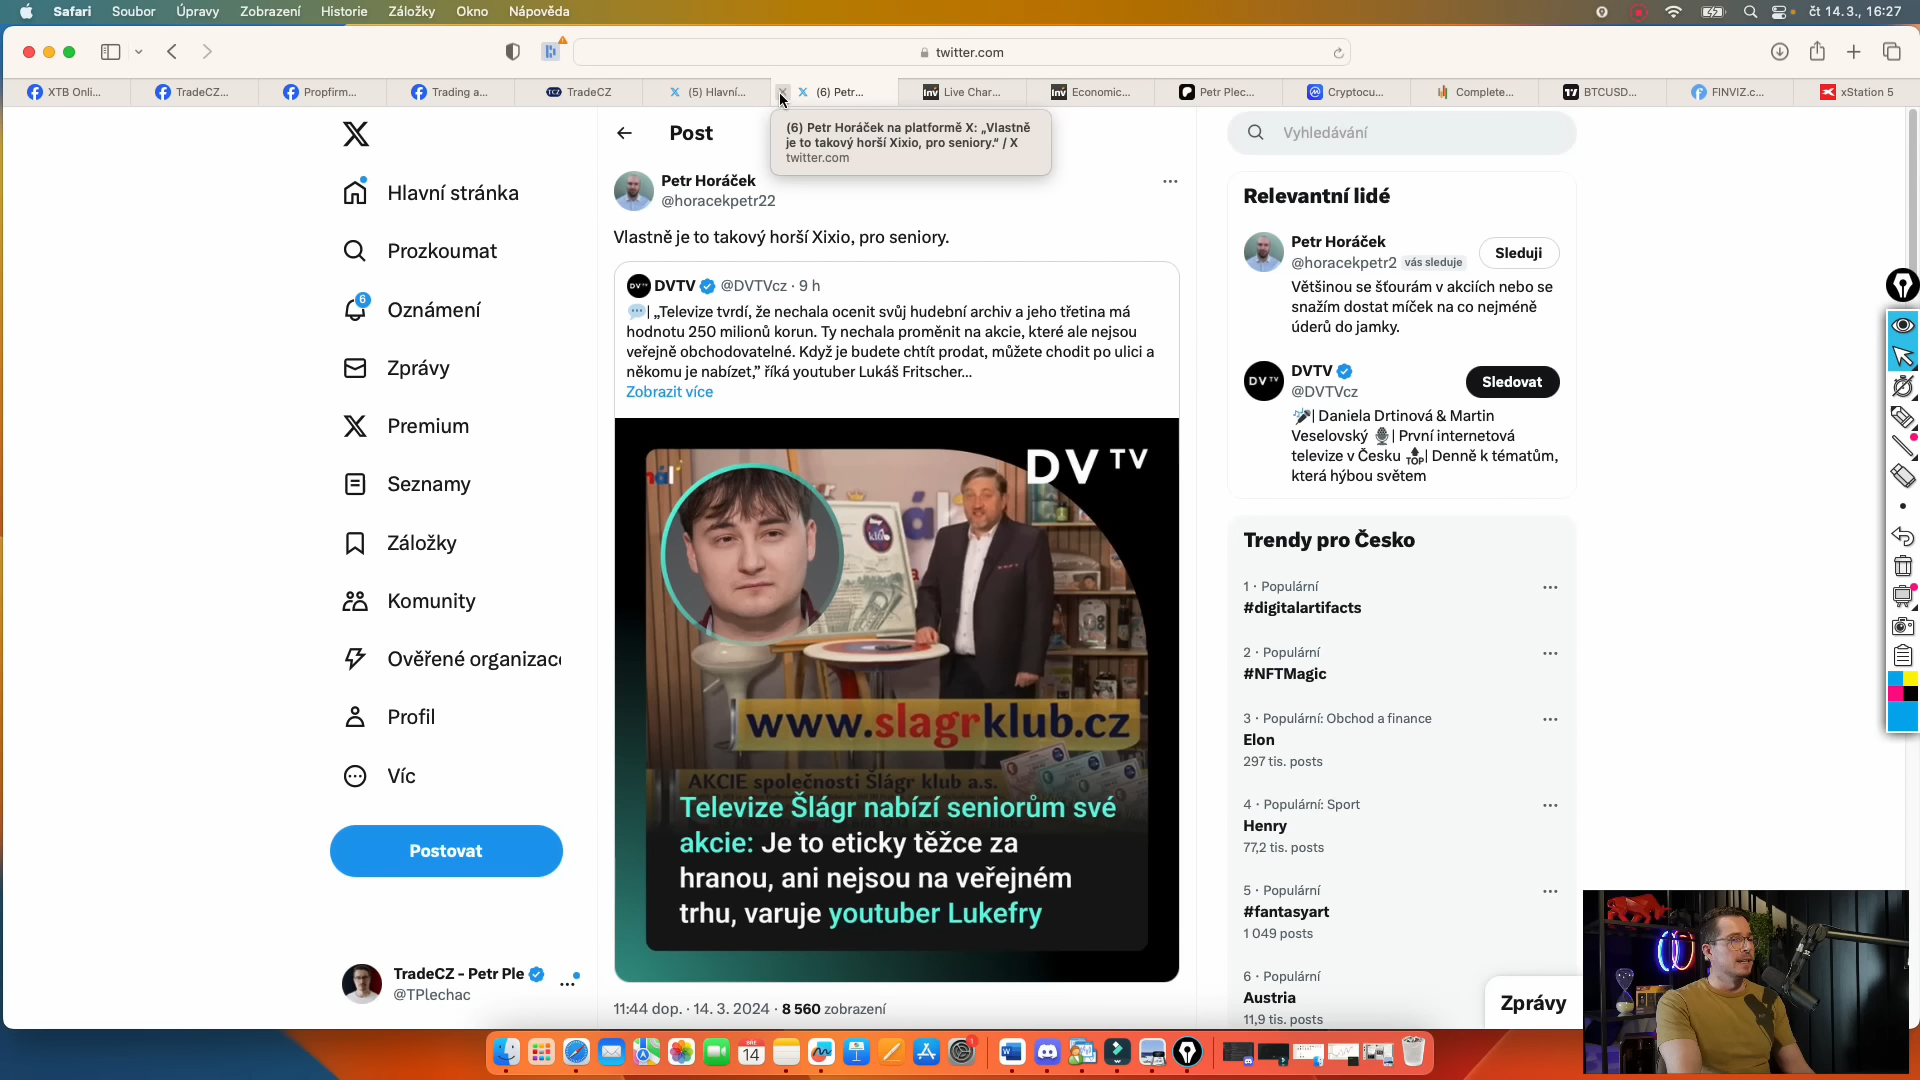 Safari Soubor Úpravy Zobrazení Historie Záložky Okno Nápověda čt 14.3., 16:27
twitter.com
XTB Onli... TradeCZ... Propfirm... Trading a... TradeCZ (5) Hlavní... (6) Petr... Live Char... Economic... Petr Plec... Cryptocu... Complete... BTCUSD... FINVIZ.c... xStation 5
(6) Petr Horáček na platformě X: „Vlastně
je to takový horší Xixio, pro seniory.“ / X
twitter.com
Hlavní stránka
Prozkoumat
6
Oznámení
Zprávy
Premium
Seznamy
Záložky
Komunity
Ověřené organizac
Profil
Víc
Postovat
TradeCZ - Petr Ple
@TPlechac
Post
Petr Horáček
@horacekpetr22
Vlastně je to takový horší Xixio, pro seniory.
DVTV @DVTVcz · 9 h
| „Televize tvrdí, že nechala ocenit svůj hudební archiv a jeho třetina má
hodnotu 250 milionů korun. Ty nechala proměnit na akcie, které ale nejsou
veřejně obchodovatelné. Když je budete chtít prodat, můžete chodit po ulici a
někomu je nabízet,” říká youtuber Lukáš Fritscher...
Zobrazit více
DVTV
www.slagrklub.cz
AKCIE společnosti Šlágr klub a.s.
Televize Šlágr nabízí seniorům své
akcie: Je to eticky těžce za
hranou, ani nejsou na veřejném
trhu, varuje youtuber Lukefry
11:44 dop. · 14. 3. 2024 · 8 560 zobrazení
Vyhledávání
Relevantní lidé
Petr Horáček
@horacekpetr2 vás sleduje
Sleduji
Většinou se šťourám v akciích nebo se
snažím dostat míček na co nejméně
úderů do jamky.
DVTV
@DVTVcz
Sledovat
| Daniela Drtinová & Martin
Veselovský | První internetová
televize v Česku | Denně k tématům,
která hýbou světem
Trendy pro Česko
1 · Populární
#digitalartifacts
2 · Populární
#NFTMagic
3 · Populární: Obchod a finance
Elon
297 tis. posts
4 · Populární: Sport
Henry
77,2 tis. posts
5 · Populární
#fantasyart
1 049 posts
6 · Populární
Austria
11,9 tis. posts
Zprávy
14